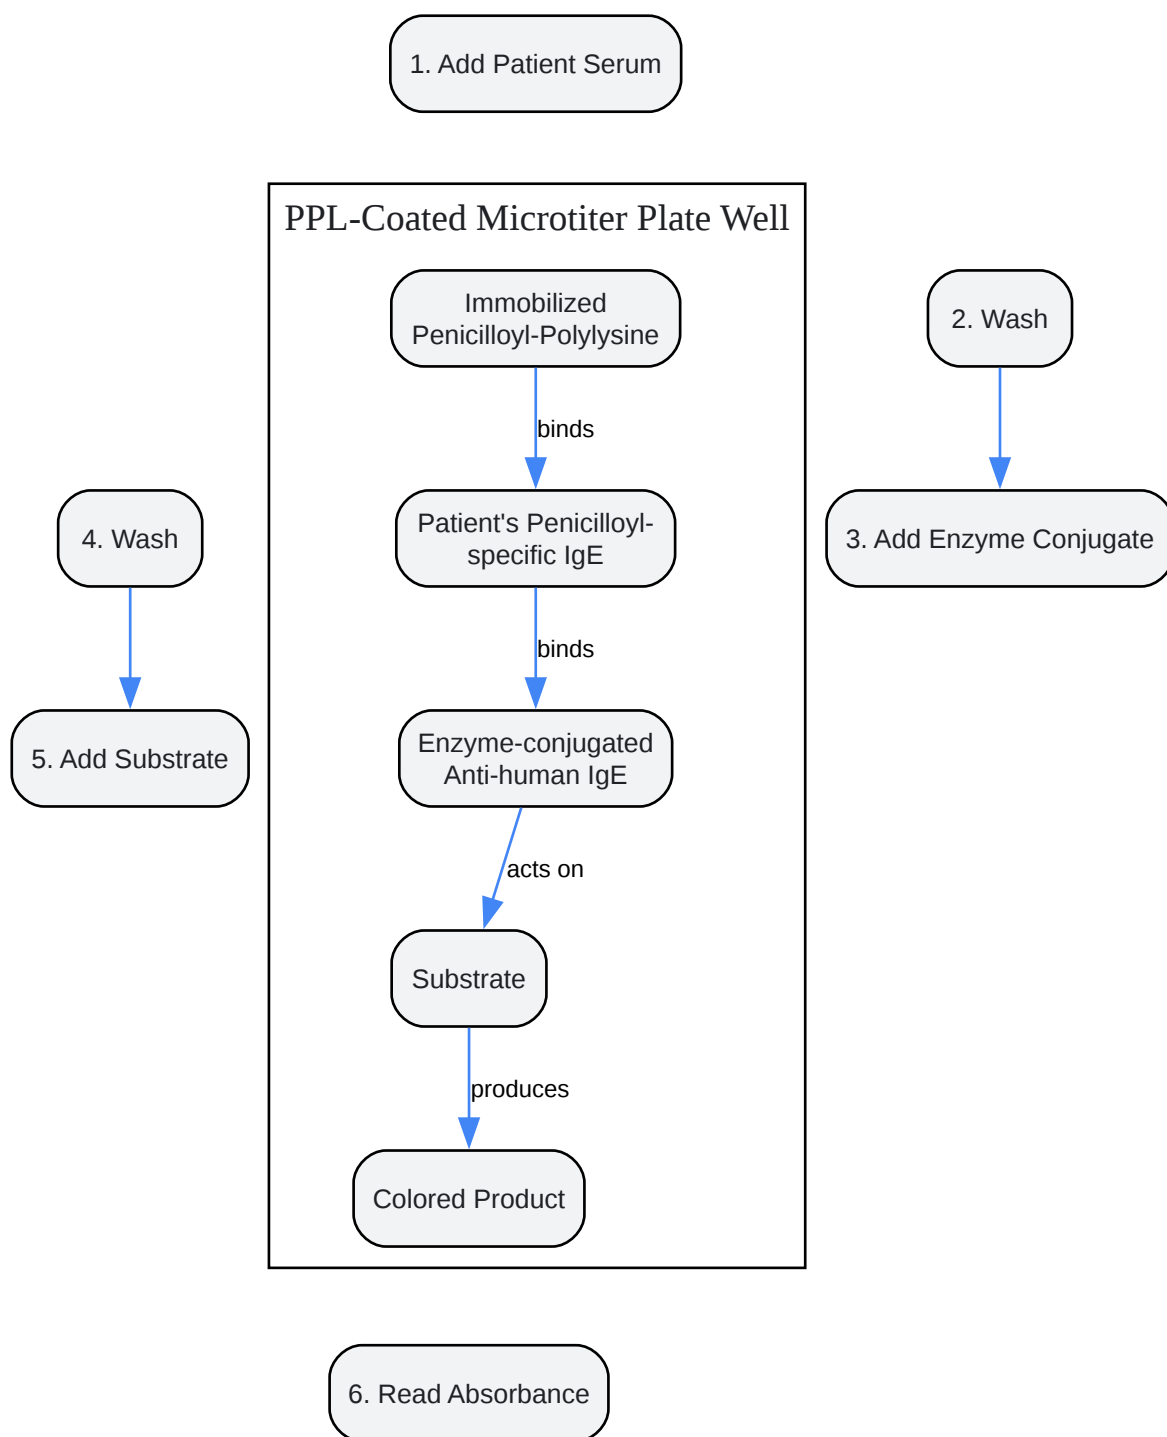 1. Add Patient Serum
PPL-Coated Microtiter Plate Well
Immobilized
Penicilloyl-Polylysine
2. Wash
binds
4. Wash
Patient's Penicilloyl-
specific IgE
3. Add Enzyme Conjugate
binds
5. Add Substrate
Enzyme-conjugated
Anti-human IgE
acts on
Substrate
produces
Colored Product
6. Read Absorbance